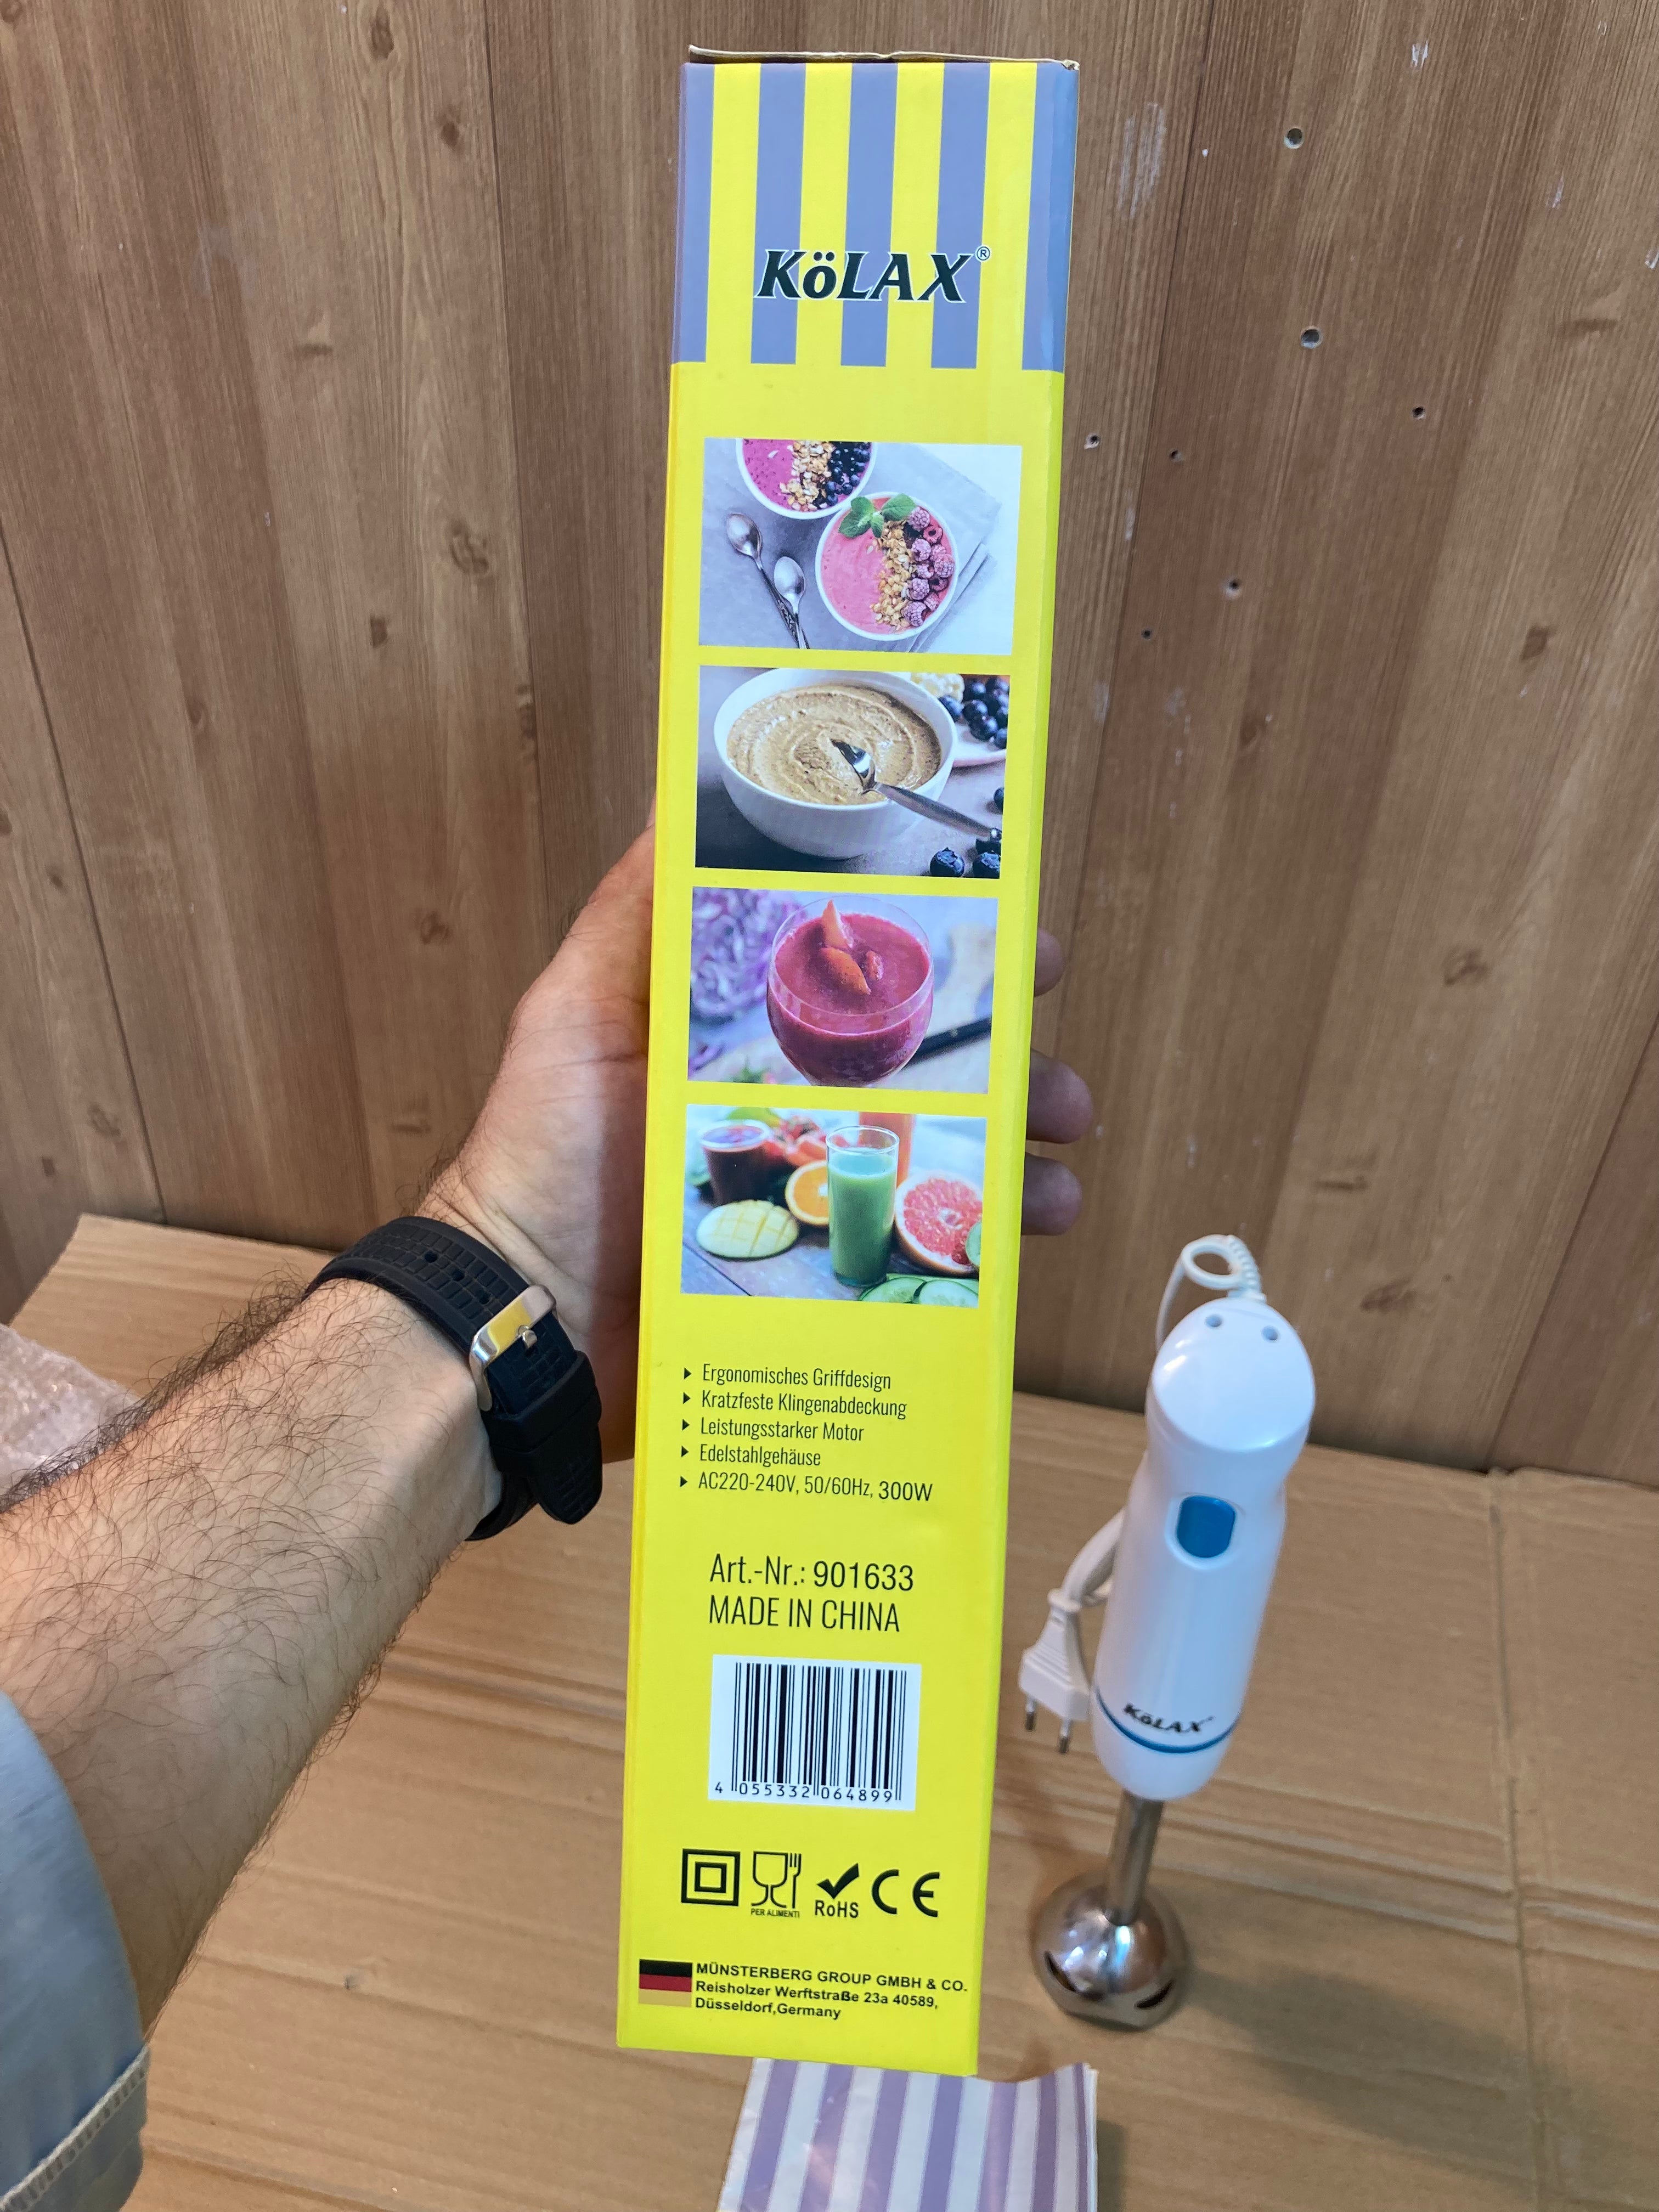 KöLAX®
▶ Ergonomisches Griffdesign
▶ Kratzfeste Klingenabdeckung
▶ Leistungsstarker Motor
▶ Edelstahlgehäuse
▶ AC220-240V, 50/60Hz, 300W
Art.-Nr.: 901633
MADE IN CHINA
4 055332 064899
PER ALIMENTI
RoHS
CE
MÜNSTERBERG GROUP GMBH & CO.
Reisholzer Werftstraße 23a 40589,
Düsseldorf,Germany
KöLAX